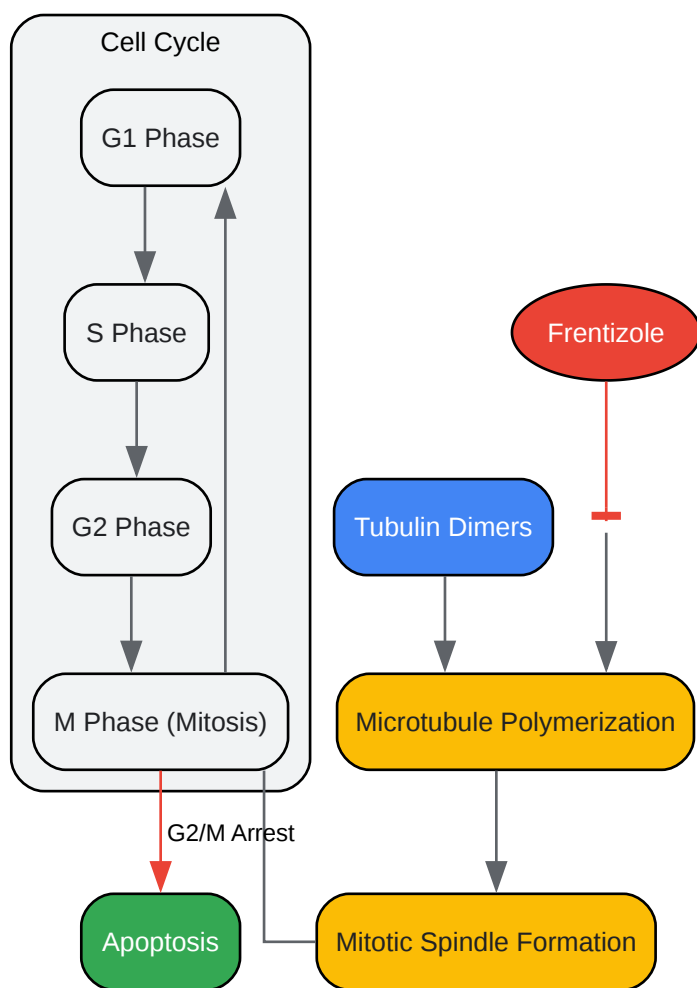 Cell Cycle
G1 Phase
S Phase
Frentizole
G2 Phase
Tubulin Dimers
M Phase (Mitosis)
Microtubule Polymerization
G2/M Arrest
Apoptosis
Mitotic Spindle Formation